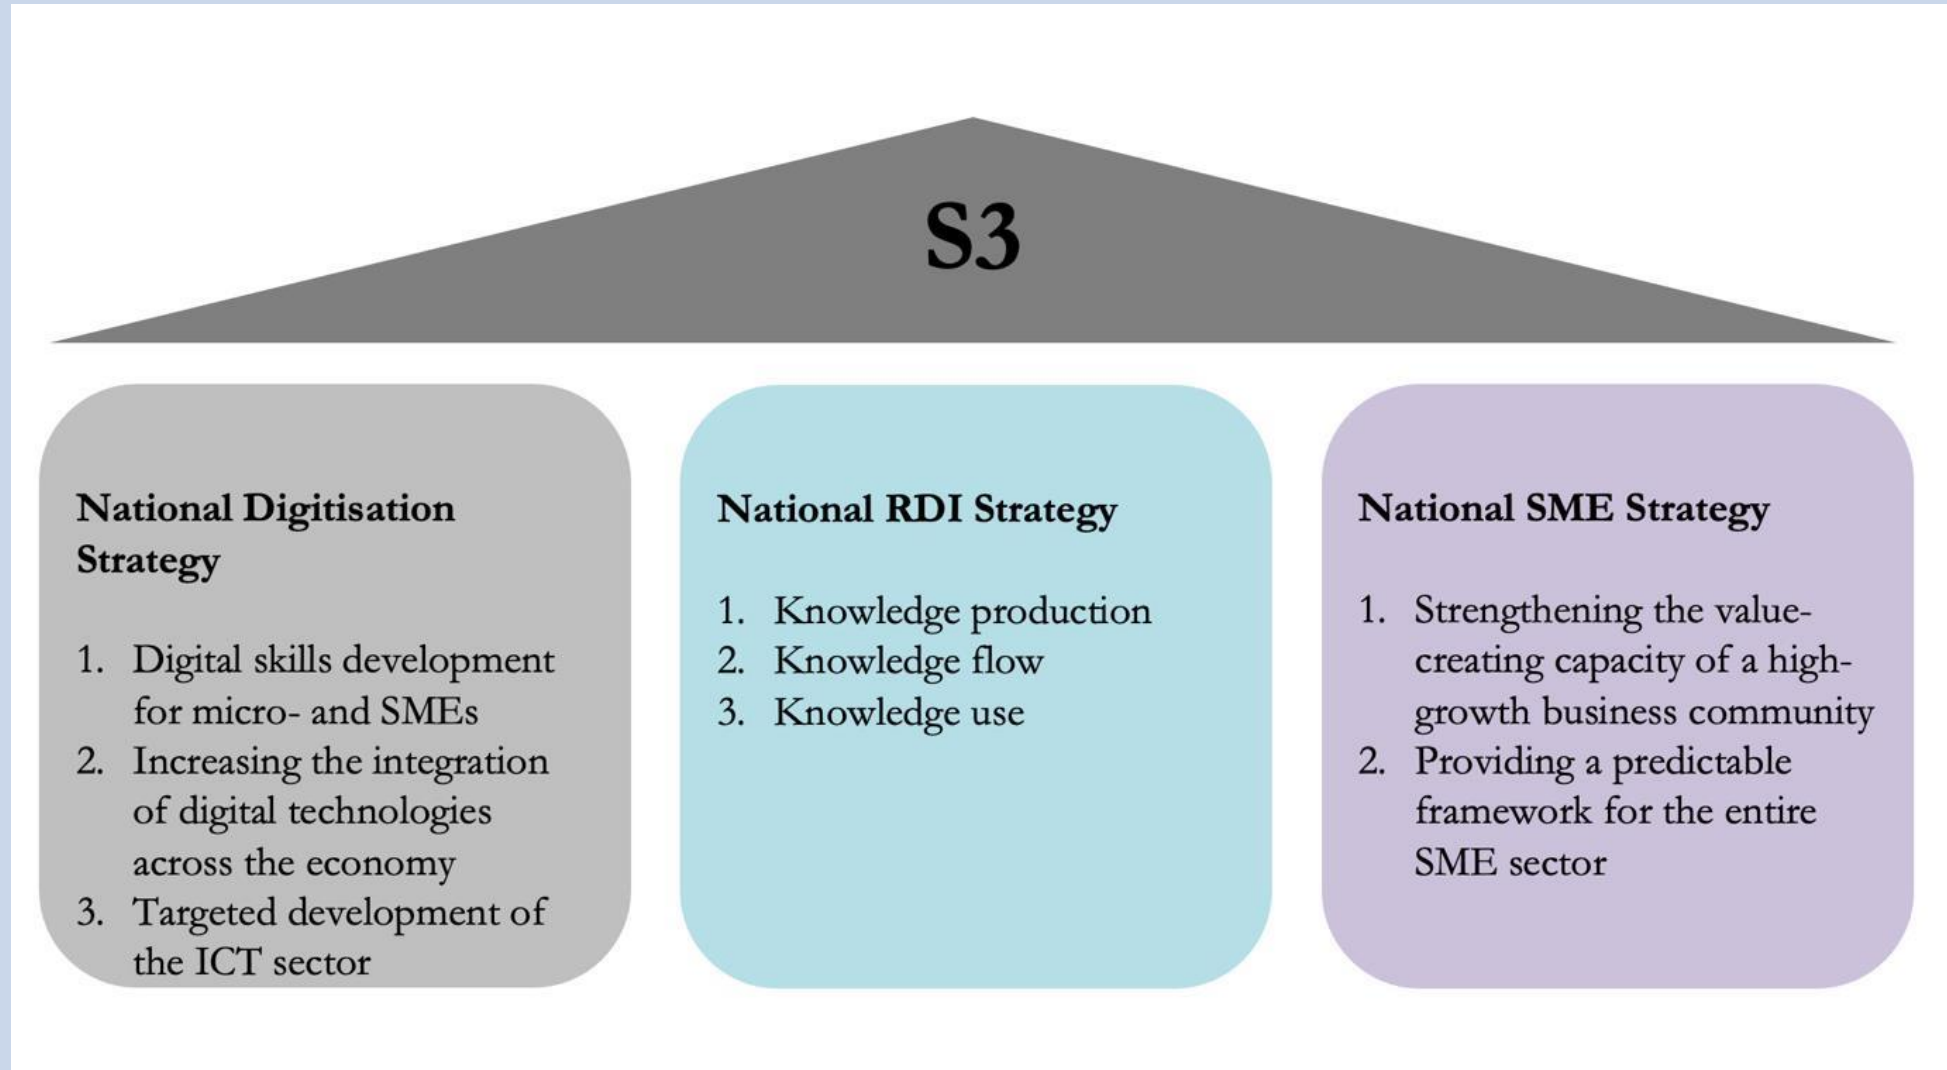 S3
National Digitisation
Strategy
1. Digital skills development
for micro- and SMEs
2. Increasing the integration
of digital technologies
across the economy
3. Targeted development of
the ICT sector
National RDI Strategy
1. Knowledge production
2. Knowledge flow
3. Knowledge use
National SME Strategy
1. Strengthening the value-
creating capacity of a high-
growth business community
2. Providing a predictable
framework for the entire
SME sector